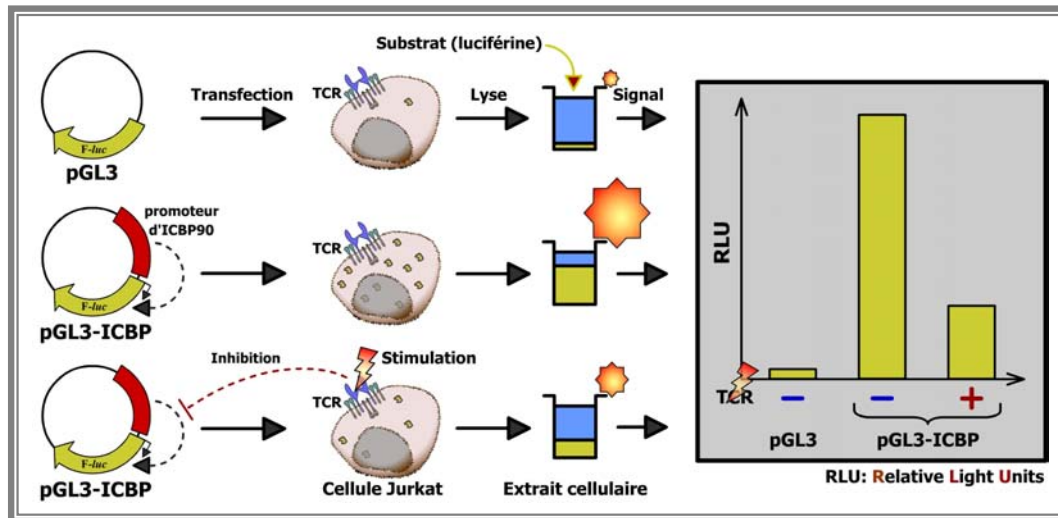 Substrat (luciférine)
Transfection
TCR
Lyse
Signal
F-luc
pGL3
promoteur
d'ICBP90
TCR
F-luc
pGL3-ICBP
Inhibition
Stimulation
TCR
F-luc
pGL3-ICBP
Cellule Jurkat
Extrait cellulaire
RLU
TCR
− − +
pGL3 pGL3-ICBP
RLU: Relative Light Units